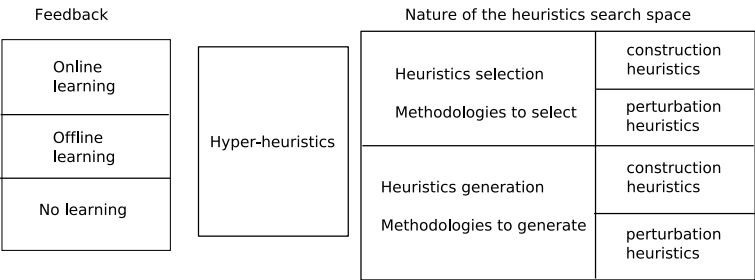 Feedback
Online
learning
Offline
learning
No learning
Hyper-heuristics
Nature of the heuristics search space
Heuristics selection
Methodologies to select
construction
heuristics
perturbation
heuristics
Heuristics generation
Methodologies to generate
construction
heuristics
perturbation
heuristics